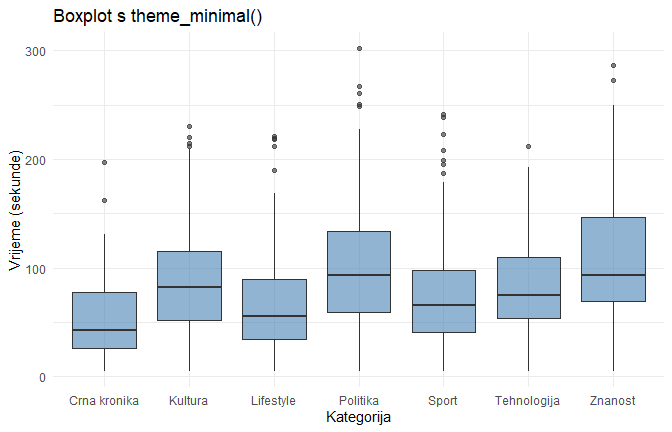 Boxplot s theme_minimal()
Vrijeme (sekunde)
300
200
100
0
Crna kronika Kultura Lifestyle Politika Sport Tehnologija Znanost
Kategorija